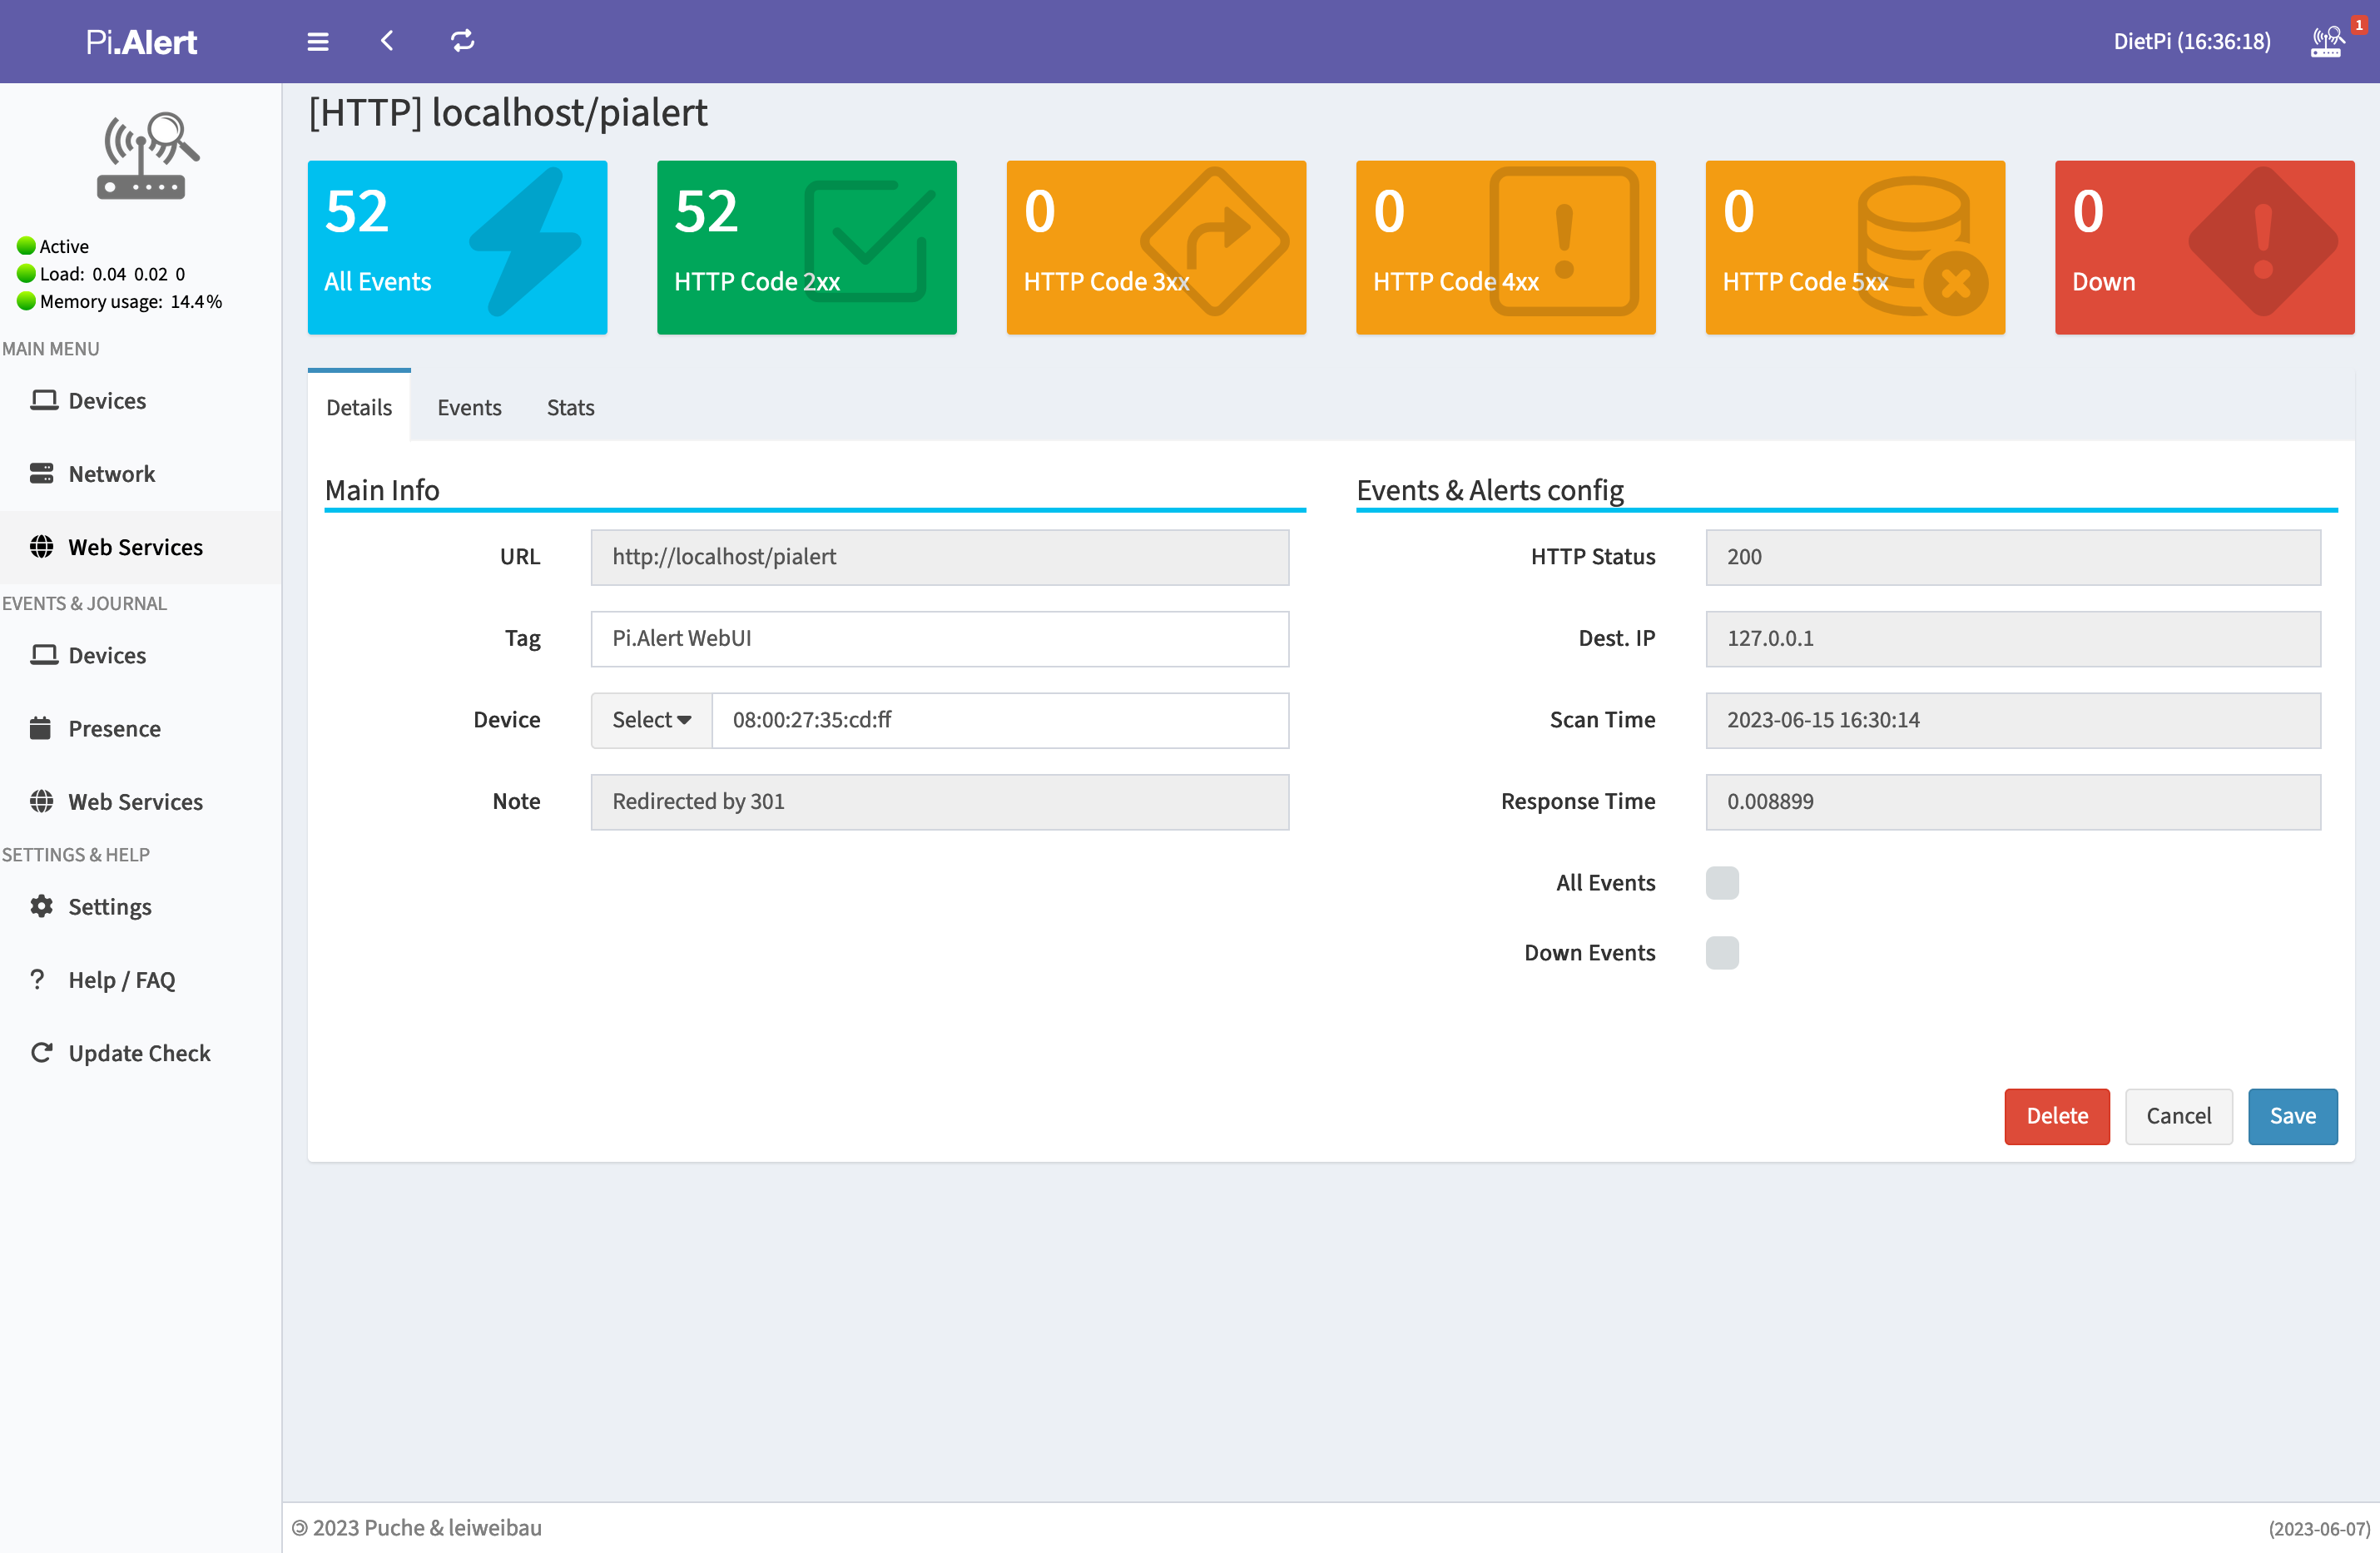 Pi.Alert
DietPi (16:36:18)
1
Active
Load: 0.04 0.02 0
Memory usage: 14.4%
MAIN MENU
Devices
Network
Web Services
EVENTS & JOURNAL
Devices
Presence
Web Services
SETTINGS & HELP
Settings
Help / FAQ
Update Check
[HTTP] localhost/pialert
52
All Events
52
HTTP Code 2xx
0
HTTP Code 3xx
0
HTTP Code 4xx
0
HTTP Code 5xx
0
Down
Details Events Stats
Main Info
URL http://localhost/pialert
Tag Pi.Alert WebUI
Device Select 08:00:27:35:cd:ff
Note Redirected by 301
Events & Alerts config
HTTP Status 200
Dest. IP 127.0.0.1
Scan Time 2023-06-15 16:30:14
Response Time 0.008899
All Events
Down Events
Delete Cancel Save
🄯 2023 Puche & leiweibau
(2023-06-07)